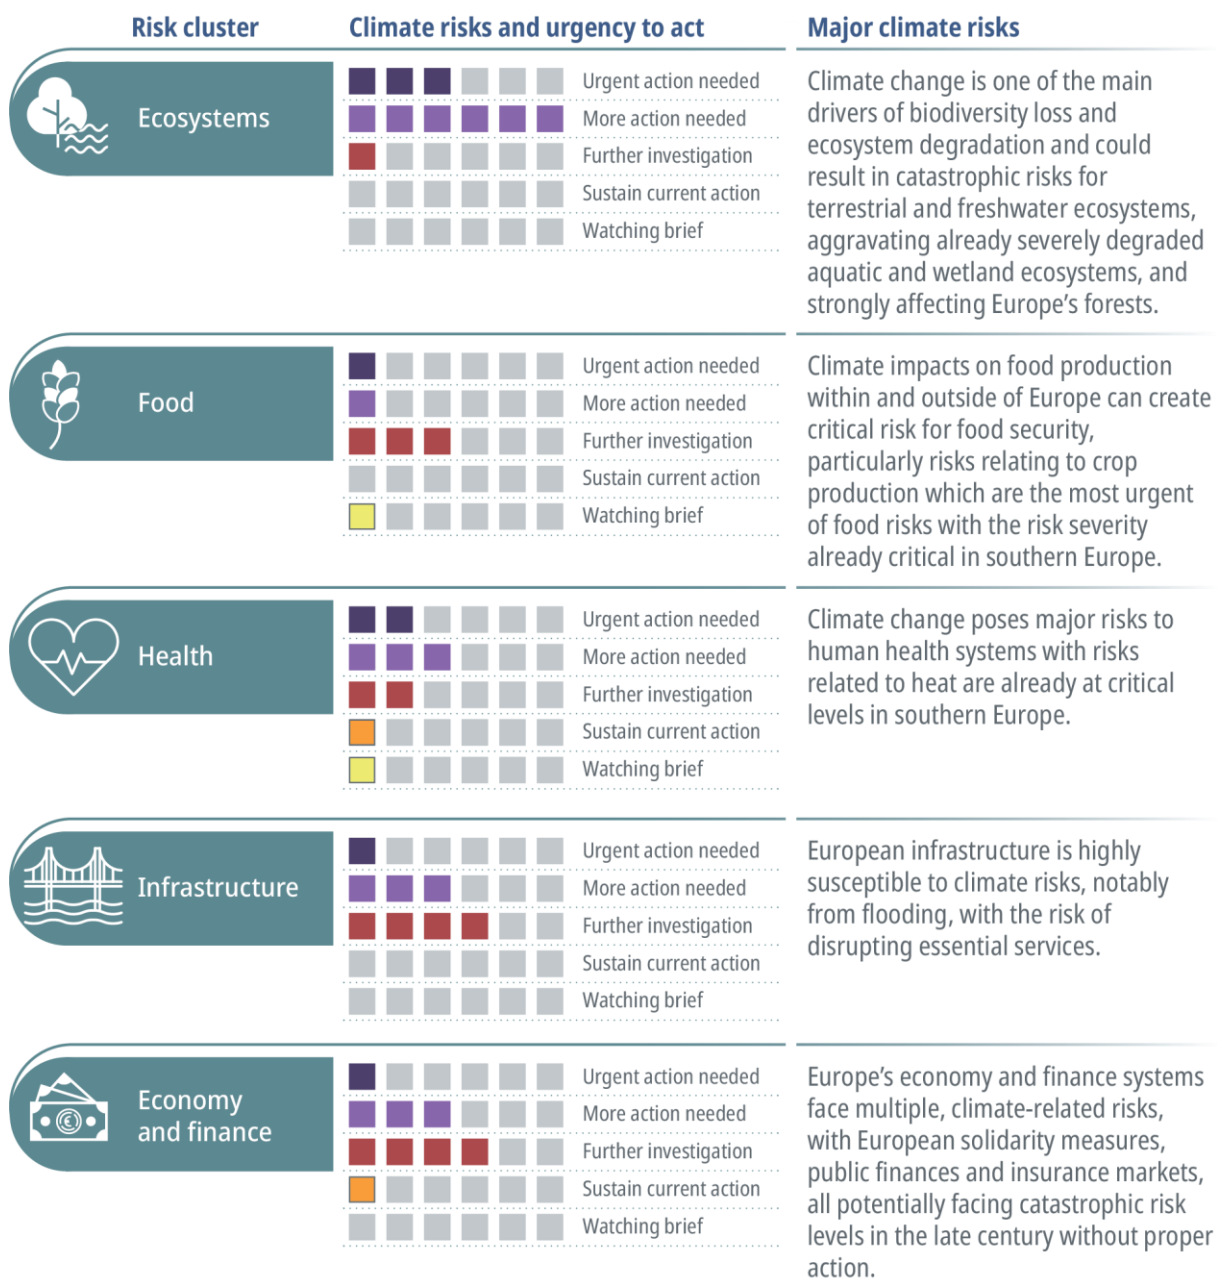 Risk cluster
Climate risks and urgency to act
Major climate risks
Ecosystems
Urgent action needed
More action needed
Further investigation
Sustain current action
Watching brief
Climate change is one of the main
drivers of biodiversity loss and
ecosystem degradation and could
result in catastrophic risks for
terrestrial and freshwater ecosystems,
aggravating already severely degraded
aquatic and wetland ecosystems, and
strongly affecting Europe's forests.
Food
Urgent action needed
More action needed
Further investigation
Sustain current action
Watching brief
Climate impacts on food production
within and outside of Europe can create
critical risk for food security,
particularly risks relating to crop
production which are the most urgent
of food risks with the risk severity
already critical in southern Europe.
Health
Urgent action needed
More action needed
Further investigation
Sustain current action
Watching brief
Climate change poses major risks to
human health systems with risks
related to heat are already at critical
levels in southern Europe.
Infrastructure
Urgent action needed
More action needed
Further investigation
Sustain current action
Watching brief
European infrastructure is highly
susceptible to climate risks, notably
from flooding, with the risk of
disrupting essential services.
Economy
and finance
Urgent action needed
More action needed
Further investigation
Sustain current action
Watching brief
Europe's economy and finance systems
face multiple, climate-related risks,
with European solidarity measures,
public finances and insurance markets,
all potentially facing catastrophic risk
levels in the late century without proper
action.